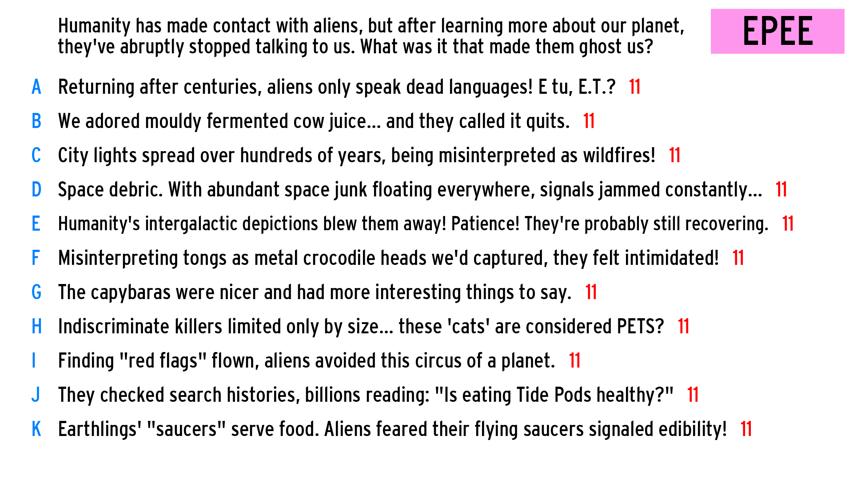 Humanity has made contact with aliens, but after learning more about our planet,
they've abruptly stopped talking to us. What was it that made them ghost us?
EPEE
A Returning after centuries, aliens only speak dead languages! E tu, E.T.? 11
B We adored mouldy fermented cow juice... and they called it quits. 11
C City lights spread over hundreds of years, being misinterpreted as wildfires! 11
D Space debric. With abundant space junk floating everywhere, signals jammed constantly... 11
E Humanity's intergalactic depictions blew them away! Patience! They're probably still recovering. 11
F Misinterpreting tongs as metal crocodile heads we'd captured, they felt intimidated! 11
G The capybaras were nicer and had more interesting things to say. 11
H Indiscriminate killers limited only by size... these 'cats' are considered PETS? 11
I Finding "red flags" flown, aliens avoided this circus of a planet. 11
J They checked search histories, billions reading: "Is eating Tide Pods healthy?" 11
K Earthlings' "saucers" serve food. Aliens feared their flying saucers signaled edibility! 11